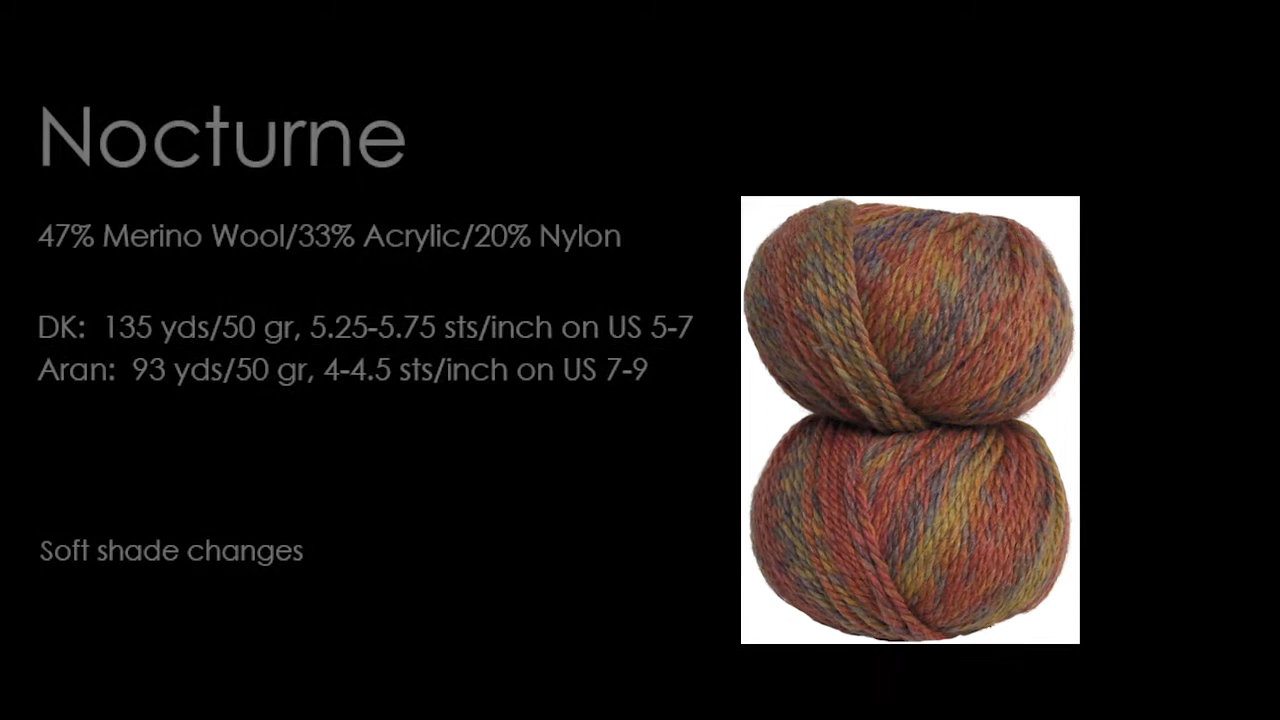 Nocturne
47% Merino Wool/33% Acrylic/20% Nylon
DK:  135 yds/50 gr, 5.25-5.75 sts/inch on US 5-7
Aran:  93 yds/50 gr, 4-4.5 sts/inch on US 7-9
Soft shade changes